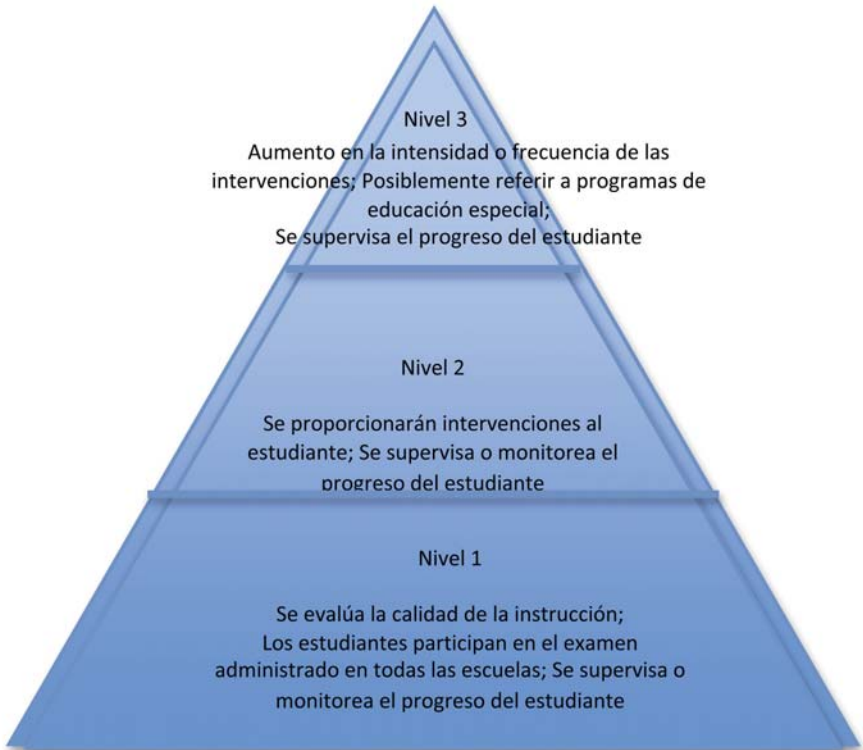 Nivel 3
Aumento en la intensidad o frecuencia de las
intervenciones; Posiblemente referir a programas de
educación especial;
Se supervisa el progreso del estudiante
Nivel 2
Se proporcionarán intervenciones al
estudiante; Se supervisa o monitorea el
progreso del estudiante
Nivel 1
Se evalúa la calidad de la instrucción;
Los estudiantes participan en el examen
administrado en todas las escuelas; Se supervisa o
monitorea el progreso del estudiante